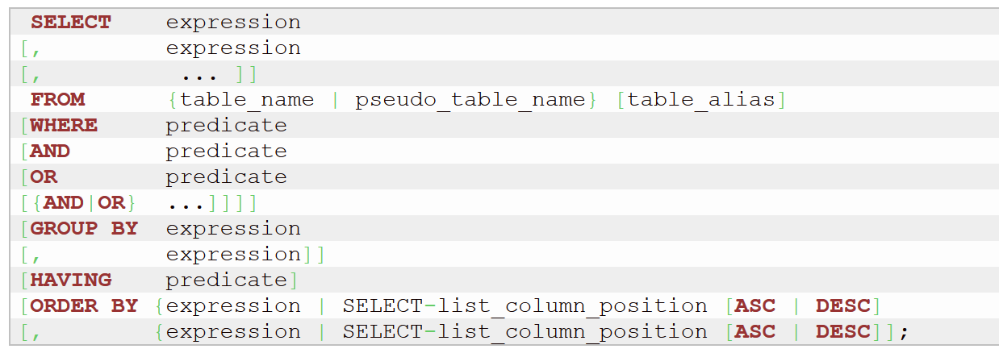 SELECT expression
[, expression
[, ... ]]
FROM {table_name | pseudo_table_name} [table_alias]
[WHERE predicate
[AND predicate
[OR predicate
[{AND|OR} ...]]]]
[GROUP BY expression
[, expression]]
[HAVING predicate]
[ORDER BY {expression | SELECT-list_column_position [ASC | DESC]
[, {expression | SELECT-list_column_position [ASC | DESC]];